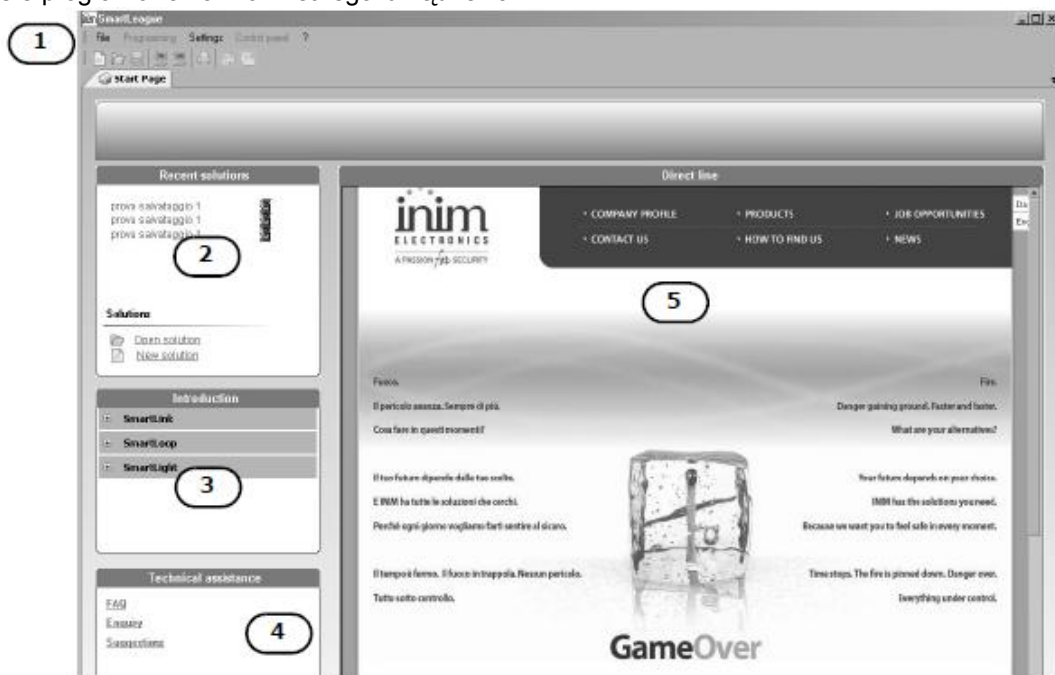 SmartLeague
1
File Programming Settings Control panel ?
Start Page
Recent solutions
prova salvataggio 1
prova salvataggio 1
prova salvataggio 1
2
Solutions
Open solution
New solution
Introduction
SmartLink
SmartLoop
SmartLight
3
Technical assistance
FAQ
Enquiry
Suggestions
4
Direct line
inim
ELECTRONICS
A PASSION for SECURITY
COMPANY PROFILE
PRODUCTS
JOB OPPORTUNITIES
CONTACT US
HOW TO FIND US
NEWS
5
Fuoco.
Il pericolo avanza. Sempre di più.
Cosa fare in questi momenti?
Il tuo futuro dipende dalle tue scelte.
E INIM ha tutte le soluzioni che cerchi.
Perché ogni giorno vogliamo farti sentire al sicuro.
Il tempo è fermo. Il fuoco in trappola. Nessun pericolo.
Tutto sotto controllo.
Fire.
Danger gaining ground. Faster and faster.
What are your alternatives?
Your future depends on your choice.
INIM has the solutions you need.
Because we want you to feel safe in every moment.
Time stops. The fire is pinned down. Danger over.
Everything under control.
GameOver